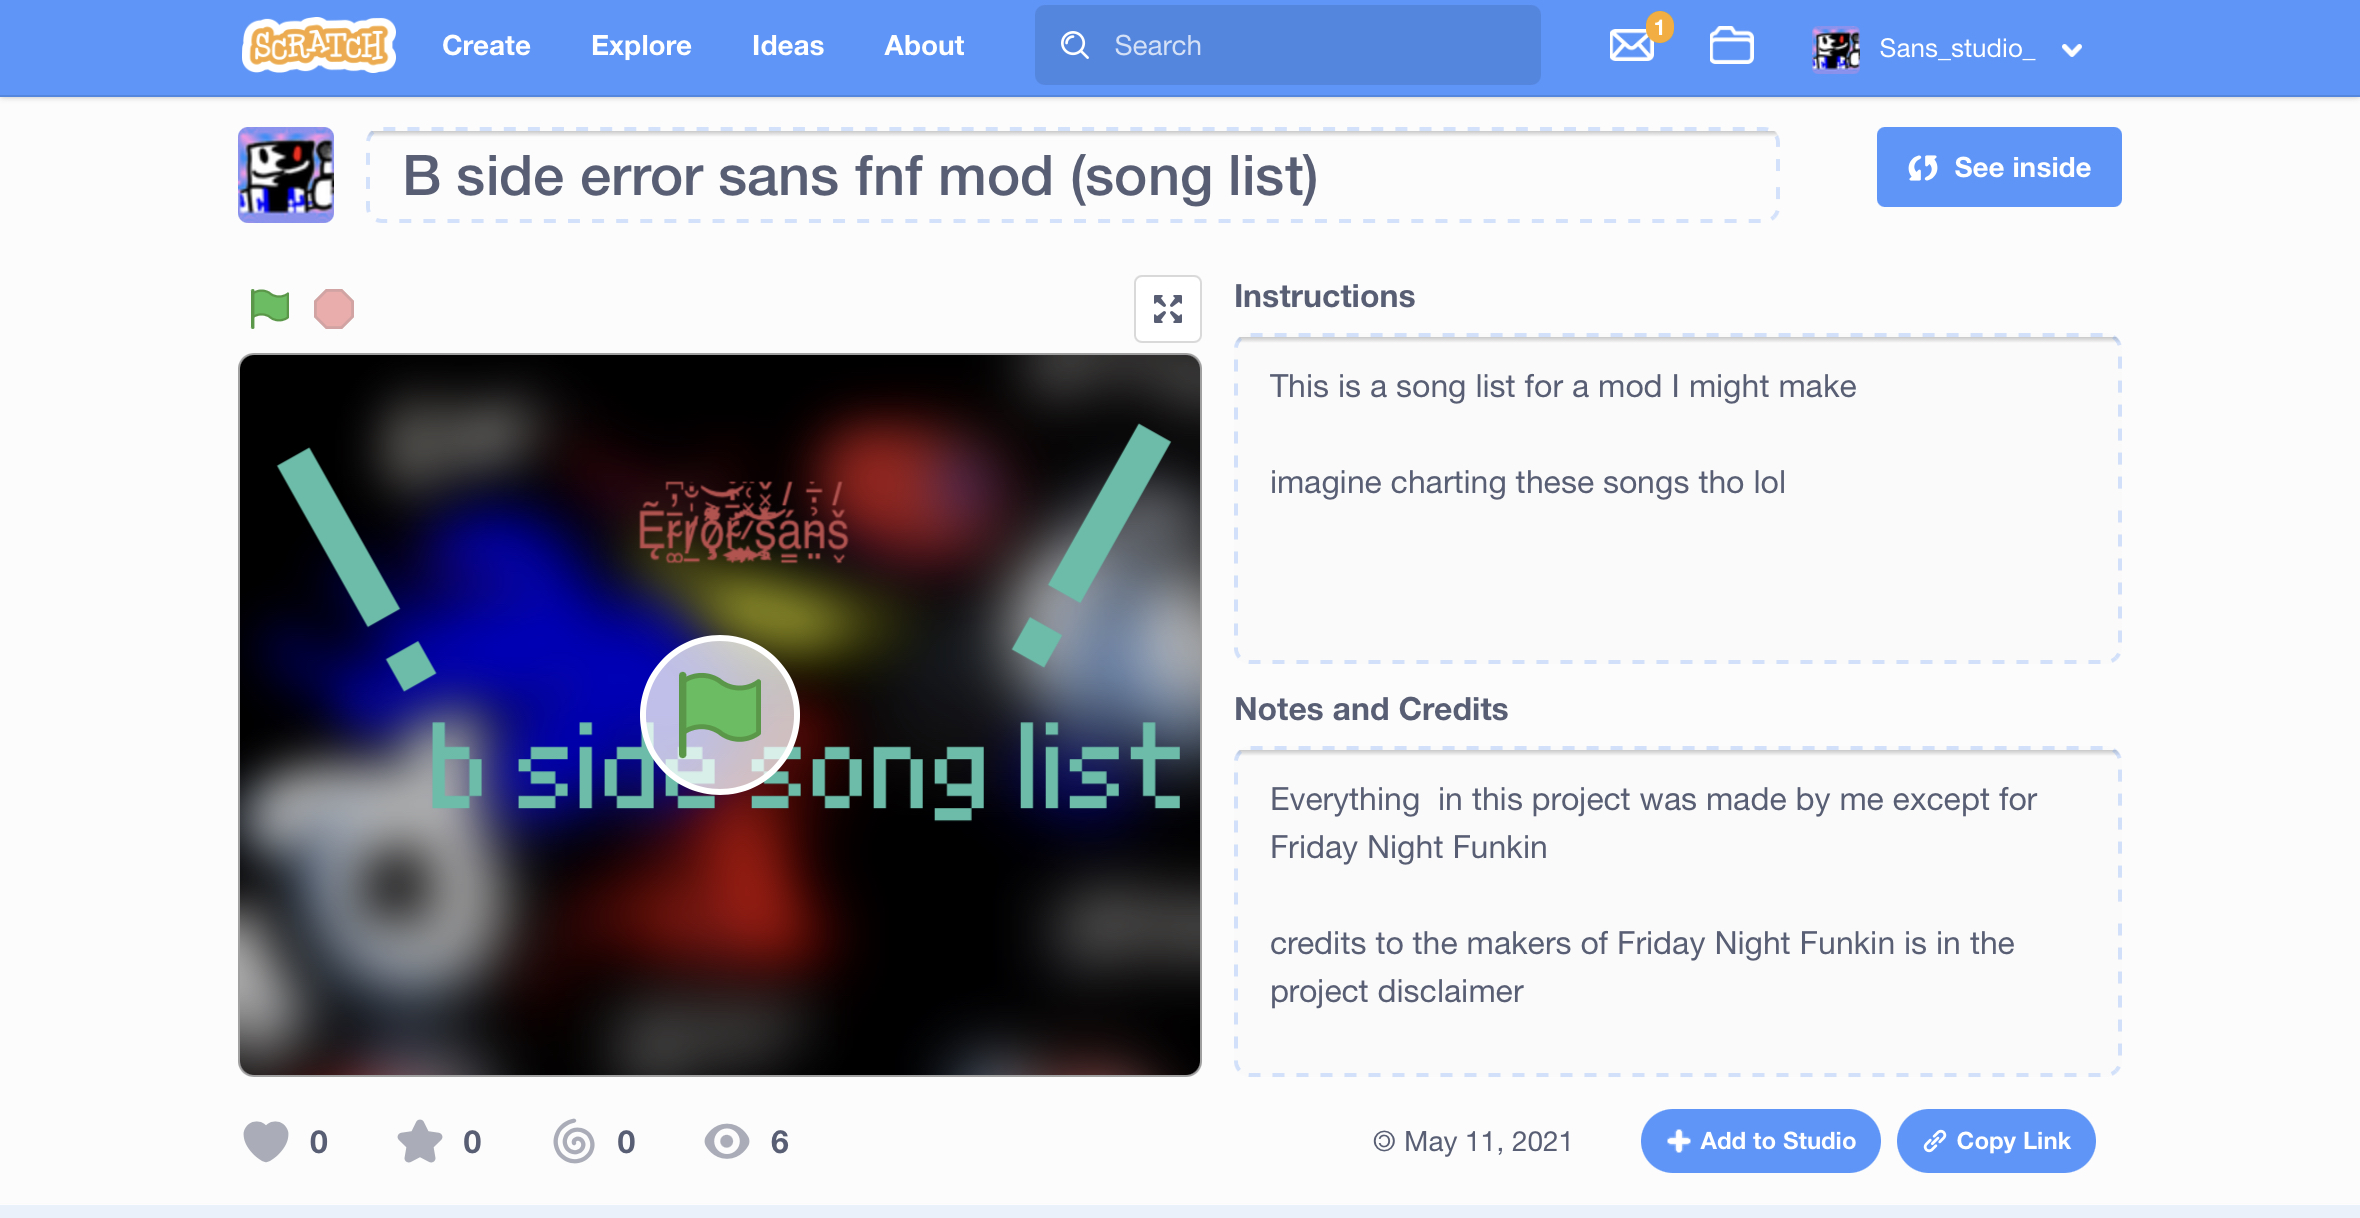 SCRATCH
Create
Explore
Ideas
About
Search
1
Sans_studio_
B side error sans fnf mod (song list)
See inside
Instructions
This is a song list for a mod I might make
imagine charting these songs tho lol
Error sans
! !
b side song list
Notes and Credits
Everything  in this project was made by me except for
Friday Night Funkin
credits to the makers of Friday Night Funkin is in the
project disclaimer
0
0
0
6
🄯 May 11, 2021
Add to Studio
Copy Link